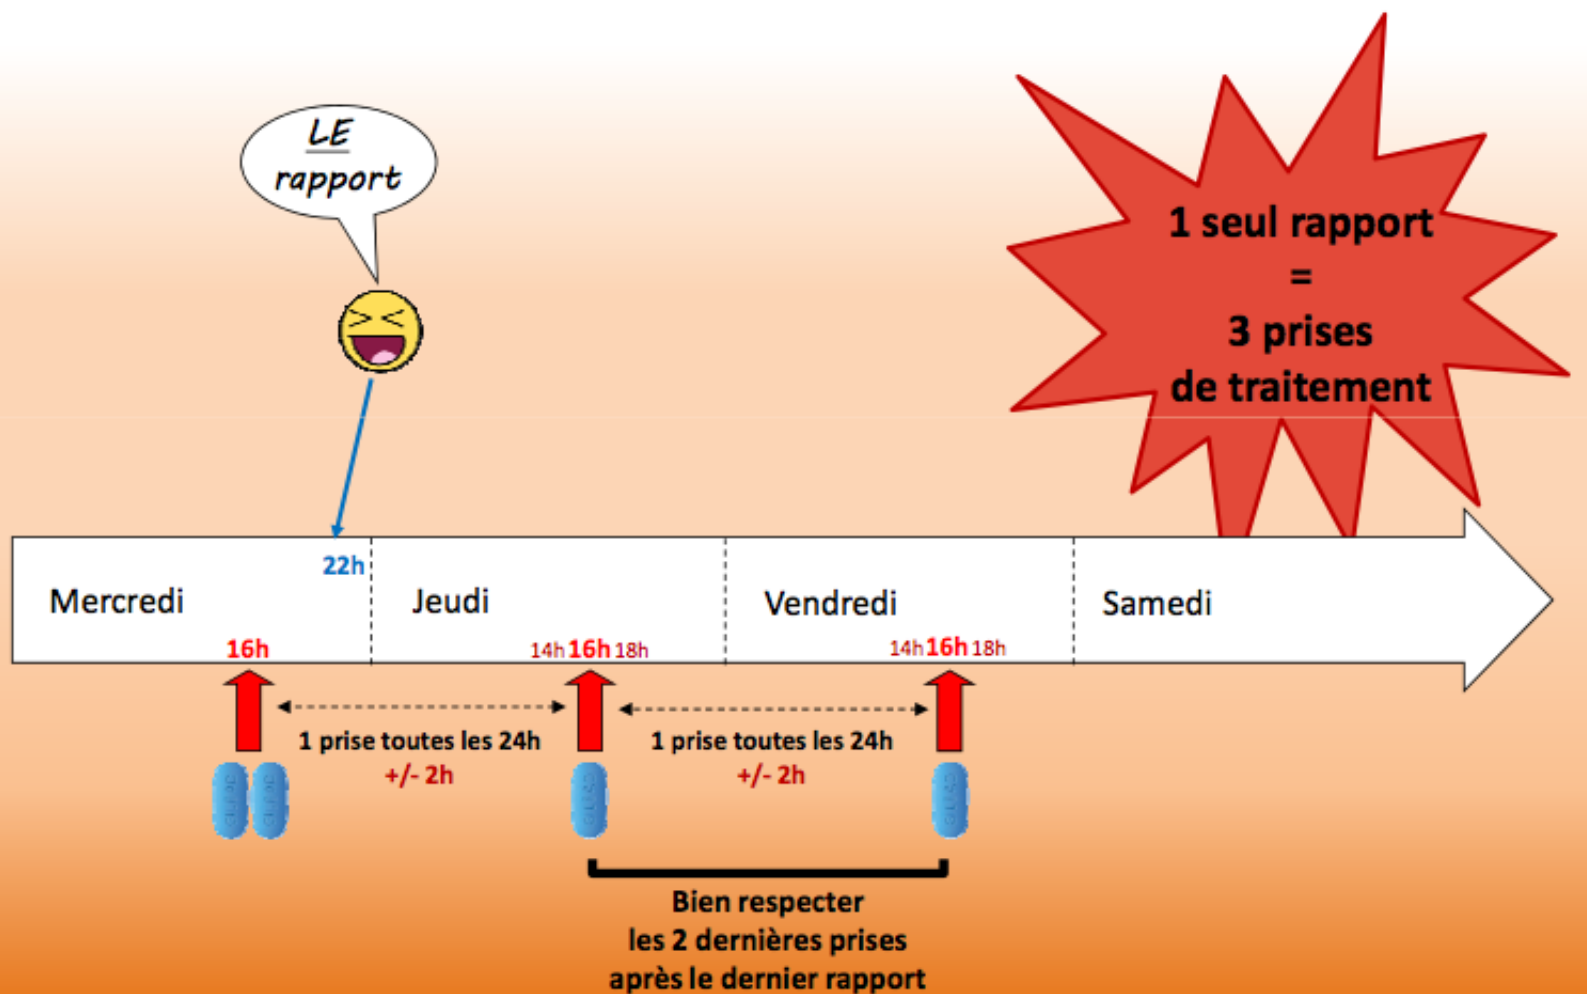 LE
rapport
1 seul rapport
=
3 prises
de traitement
22h
Mercredi
Jeudi
Vendredi
Samedi
16h
14h 16h 18h
14h 16h 18h
1 prise toutes les 24h
+/- 2h
1 prise toutes les 24h
+/- 2h
Bien respecter
les 2 dernières prises
après le dernier rapport